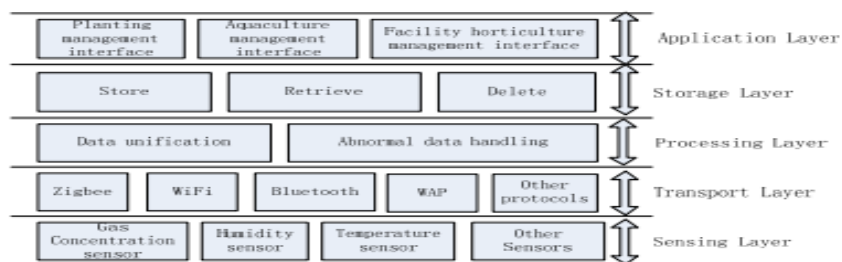 Planting
management
interface
Aquaculture
management
interface
Facility horticulture
management interface
Application Layer
Store
Retrieve
Delete
Storage Layer
Data unification
Abnormal data handling
Processing Layer
Zigbee
WiFi
Bluetooth
WAP
Other
protocols
Transport Layer
Gas
Concentration
sensor
Humidity
sensor
Temperature
sensor
Other
Sensors
Sensing Layer